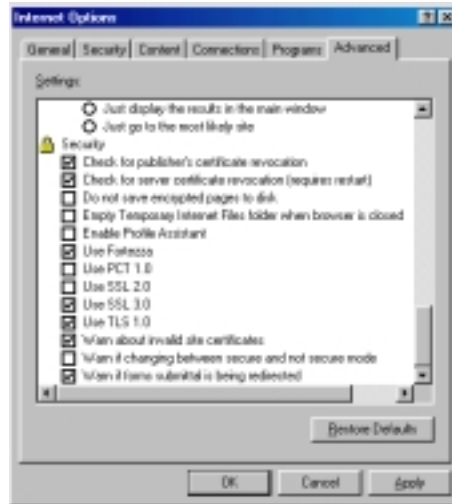 Internet Options
General Security Content Connections Programs Advanced
Settings:
Just display the results in the main window
Just go to the most likely site
Security
Check for publisher's certificate revocation
Check for server certificate revocation (requires restart)
Do not save encrypted pages to disk
Empty Temporary Internet Files folder when browser is closed
Enable Profile Assistant
Use Fortezza
Use PCT 1.0
Use SSL 2.0
Use SSL 3.0
Use TLS 1.0
Warn about invalid site certificates
Warn if changing between secure and not secure mode
Warn if forms submittal is being redirected
Restore Defaults
OK Cancel Apply